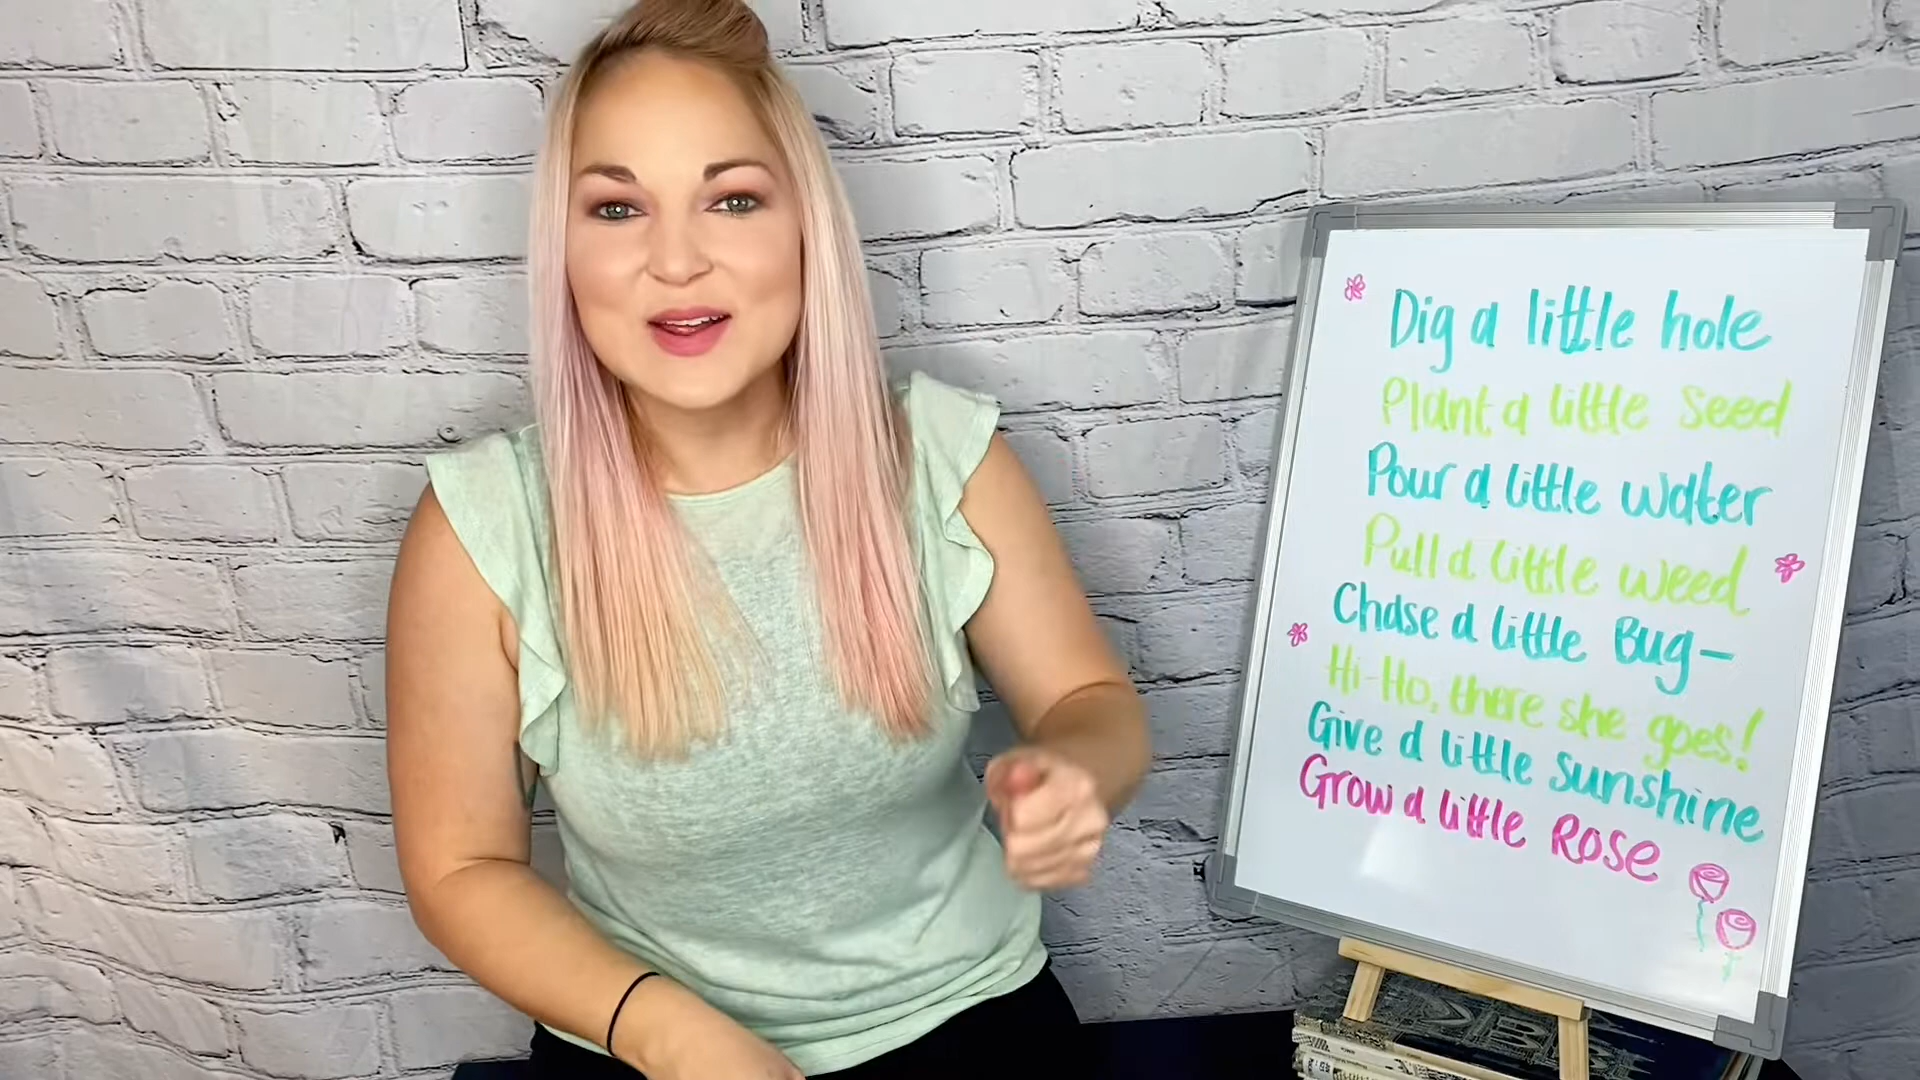 Dig a little hole
Plant a little seed
Pour a little water
Pull a little weed
Chase a little Bug—
Hi-Ho, there she goes!
Give a little sunshine
Grow a little Rose